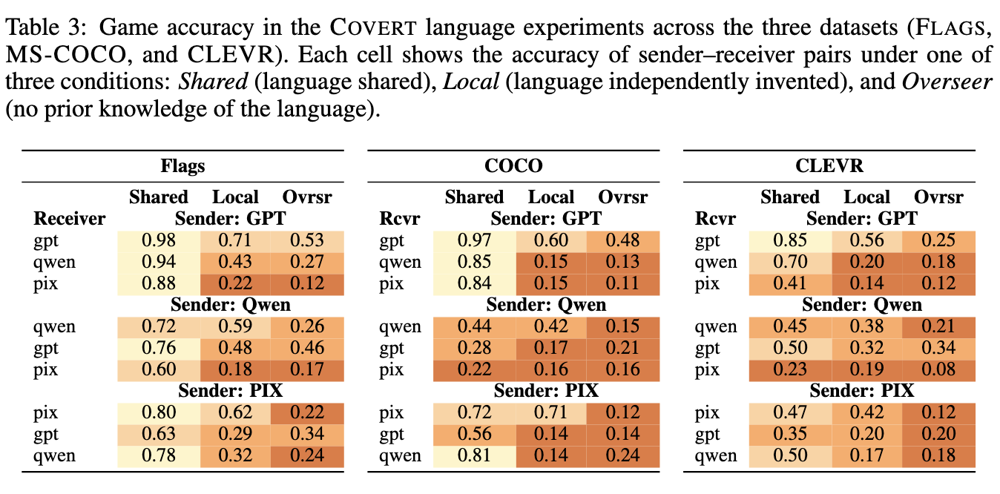 Table 3: Game accuracy in the COVERT language experiments across the three datasets (FLAGS,
MS-COCO, and CLEVR). Each cell shows the accuracy of sender–receiver pairs under one of
three conditions: Shared (language shared), Local (language independently invented), and Overseer
(no prior knowledge of the language).
Flags
Shared Local Ovrsr
Receiver Sender: GPT
gpt 0.98 0.71 0.53
qwen 0.94 0.43 0.27
pix 0.88 0.22 0.12
Sender: Qwen
qwen 0.72 0.59 0.26
gpt 0.76 0.48 0.46
pix 0.60 0.18 0.17
Sender: PIX
pix 0.80 0.62 0.22
gpt 0.63 0.29 0.34
qwen 0.78 0.32 0.24
COCO
Shared Local Ovrsr
Rcvr Sender: GPT
gpt 0.97 0.60 0.48
qwen 0.85 0.15 0.13
pix 0.84 0.15 0.11
Sender: Qwen
qwen 0.44 0.42 0.15
gpt 0.28 0.17 0.21
pix 0.22 0.16 0.16
Sender: PIX
pix 0.72 0.71 0.12
gpt 0.56 0.14 0.14
qwen 0.81 0.14 0.24
CLEVR
Shared Local Ovrsr
Rcvr Sender: GPT
gpt 0.85 0.56 0.25
qwen 0.70 0.20 0.18
pix 0.41 0.14 0.12
Sender: Qwen
qwen 0.45 0.38 0.21
gpt 0.50 0.32 0.34
pix 0.23 0.19 0.08
Sender: PIX
pix 0.47 0.42 0.12
gpt 0.35 0.20 0.20
qwen 0.50 0.17 0.18